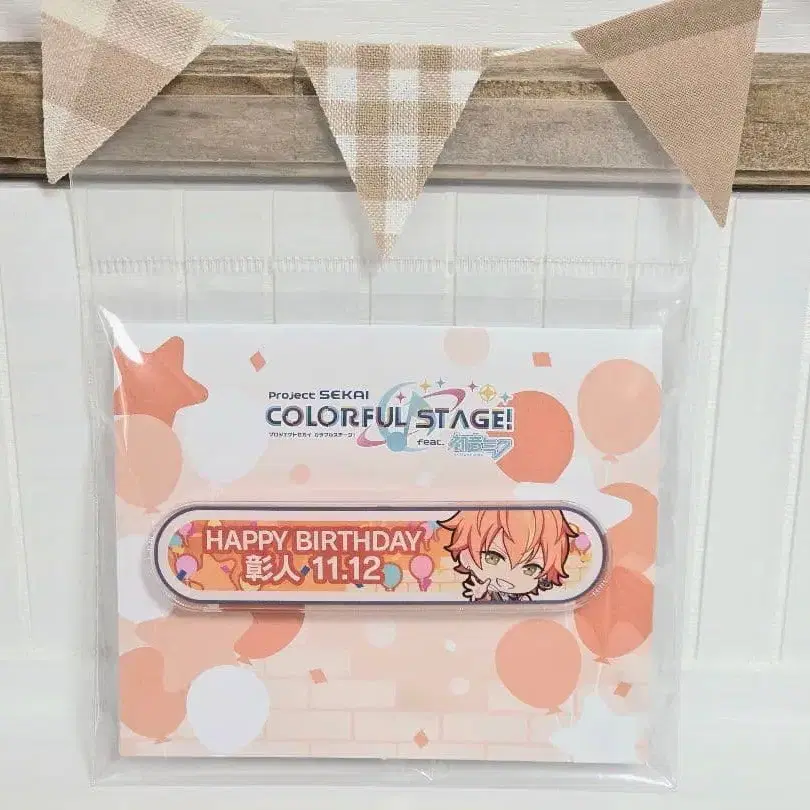 Project SEKAI
COLORFUL STAGE!
プロジェクトセカイ カラフルステージ!
feat. 初音ミク
HAPPY BIRTHDAY
彰人 11.12